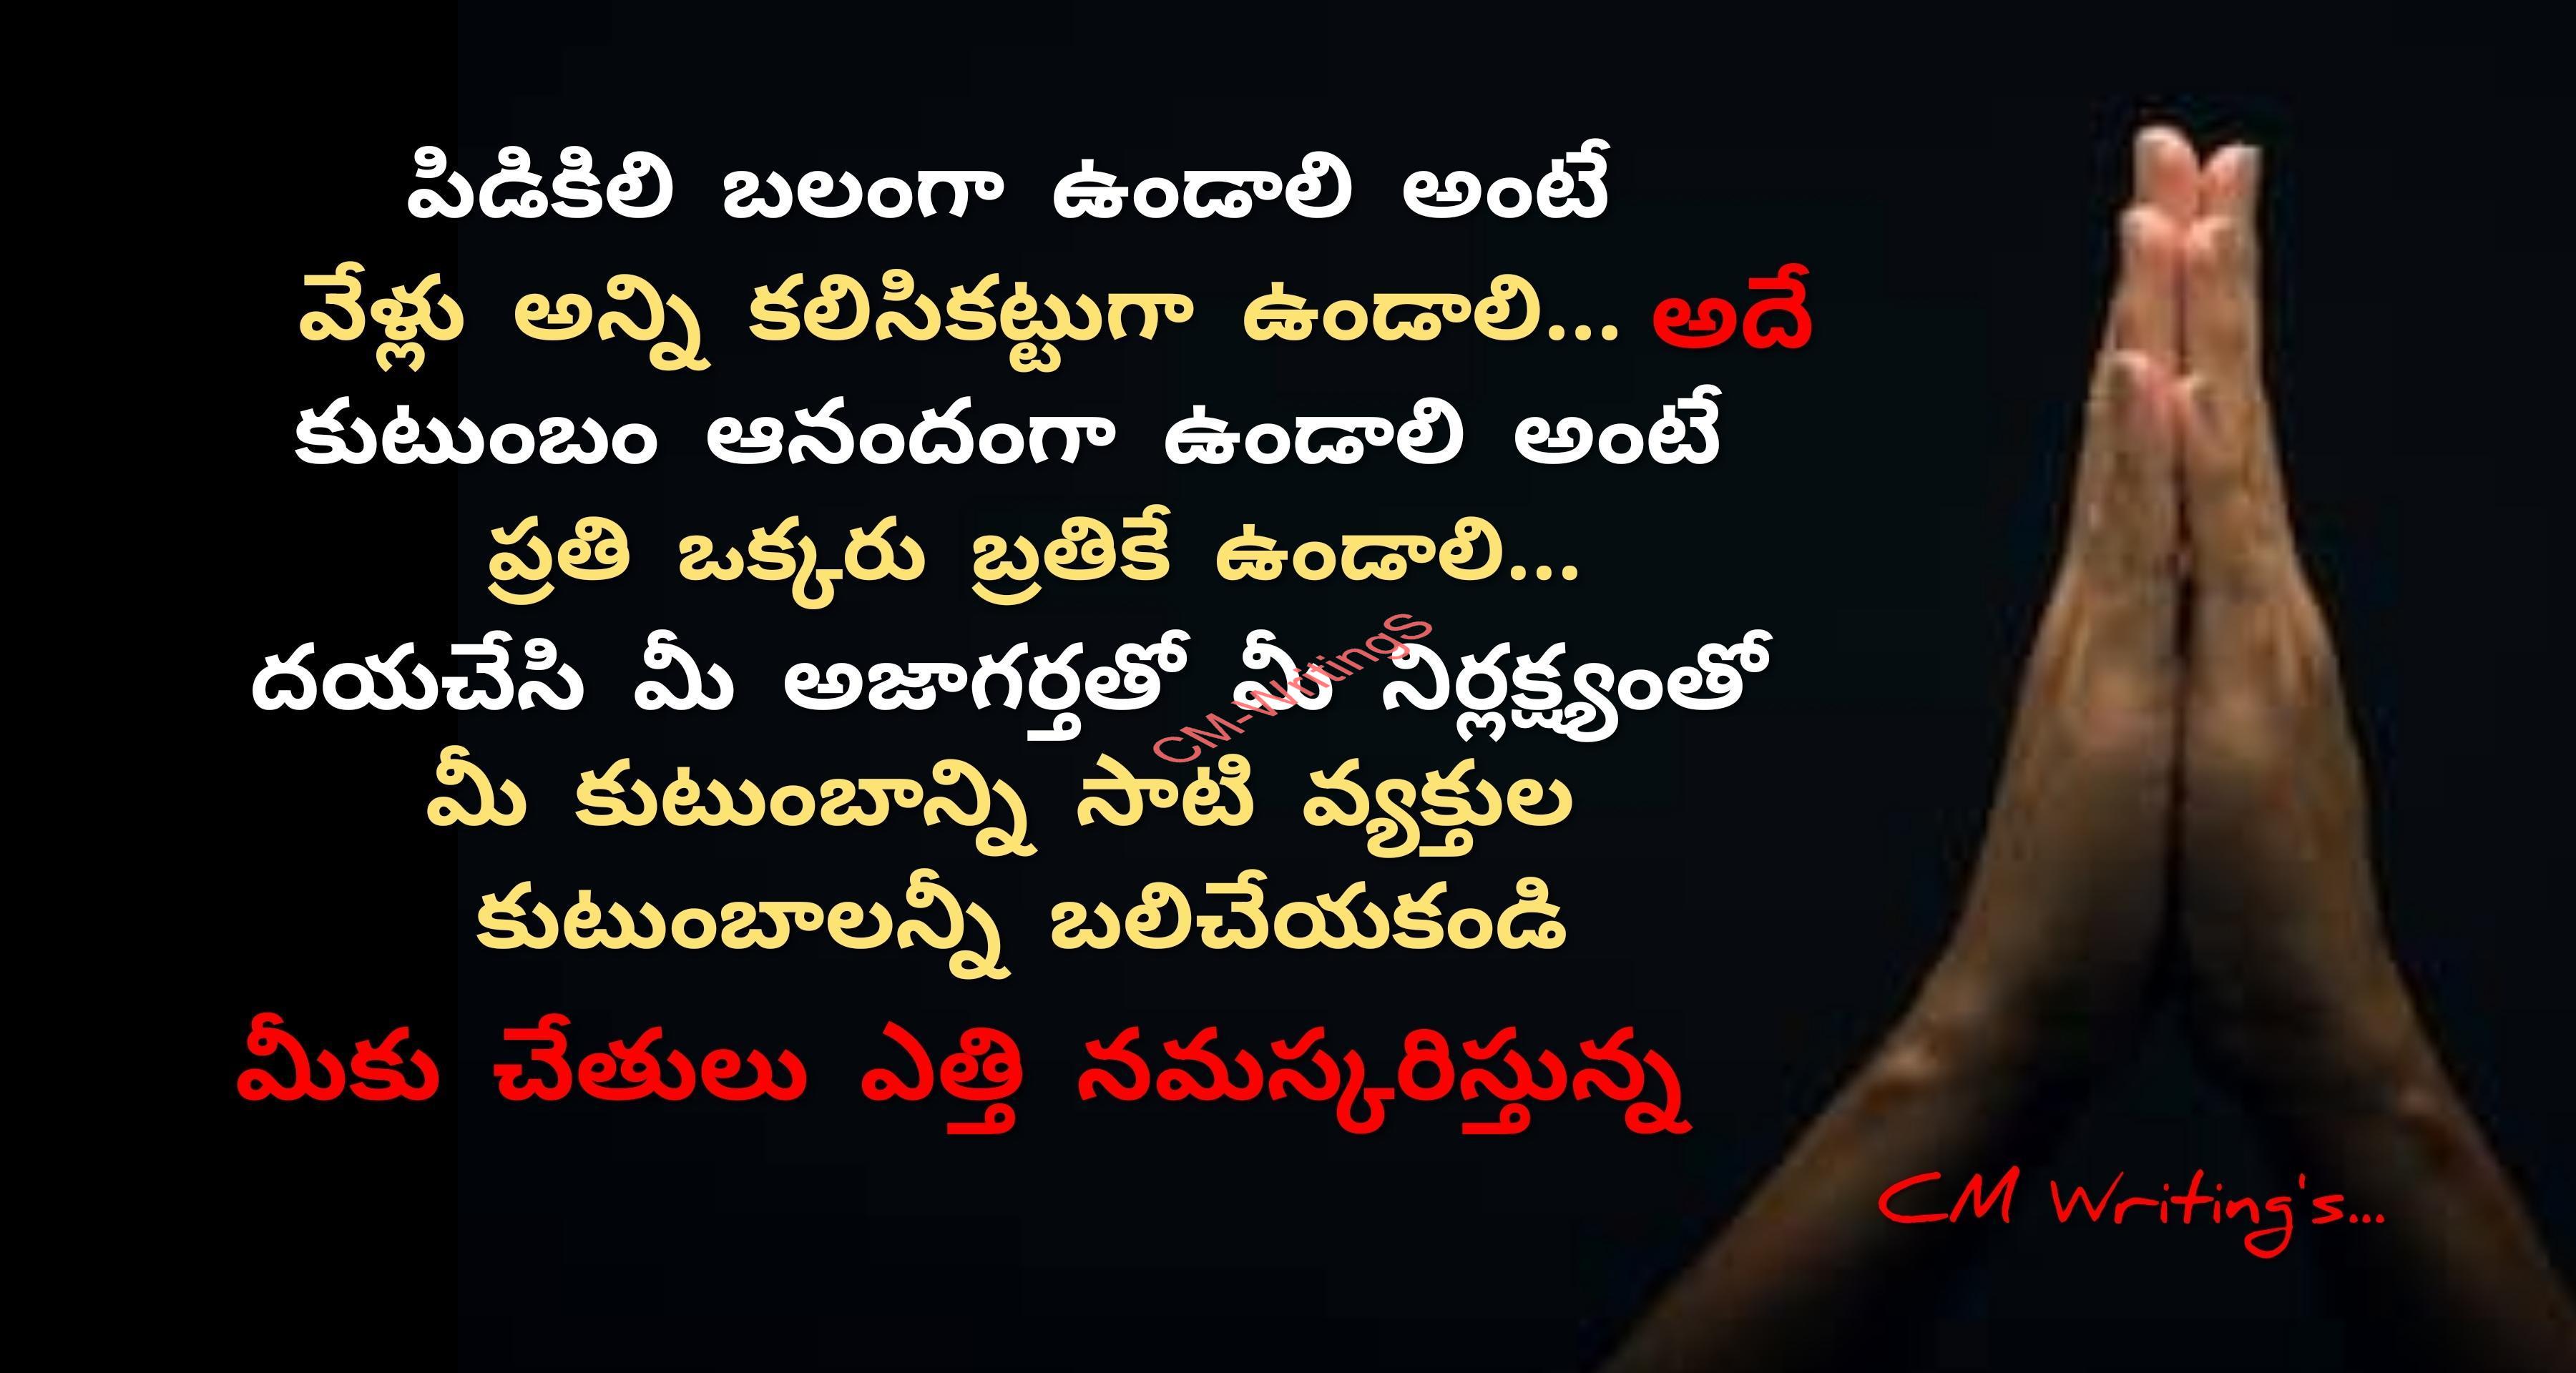 పిడికిలి బలంగా ఉండాలి అంటే
వేళ్లు అన్ని కలిసికట్టుగా ఉండాలి... అదే
కుటుంబం ఆనందంగా ఉండాలి అంటే
ప్రతి ఒక్కరు బ్రతికే ఉండాలి...
దయచేసి మీ అజాగర్తతో మీ నిర్లక్ష్యంతో
CM-WritingS
మీ కుటుంబాన్ని సాటి వ్యక్తుల
కుటుంబాలన్నీ బలిచేయకండి
మీకు చేతులు ఎత్తి నమస్కరిస్తున్న
CM Writing's...